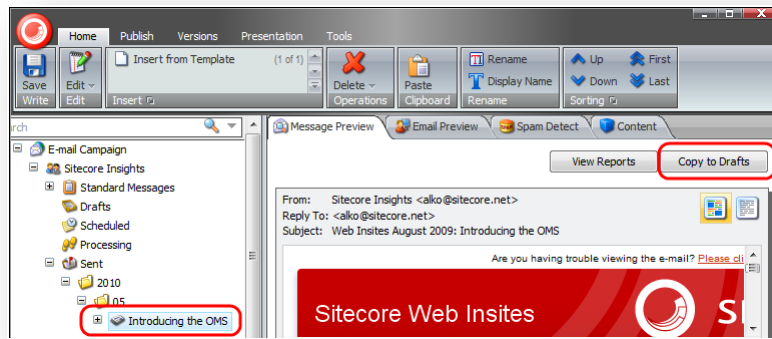 Home Publish Versions Presentation Tools
Insert from Template (1 of 1) Rename Up First
Save Edit Delete Paste Display Name Down Last
Write Edit Insert Operations Clipboard Rename Sorting
Message Preview Email Preview Spam Detect Content
E-mail Campaign
View Reports Copy to Drafts
Sitecore Insights
Standard Messages
Drafts
Scheduled
Processing
Sent
2010
05
Introducing the OMS
From: Sitecore Insights <alko@sitecore.net>
Reply To: <alko@sitecore.net>
Subject: Web Insites August 2009: Introducing the OMS
Are you having trouble viewing the e-mail? Please cli
Sitecore Web Insites